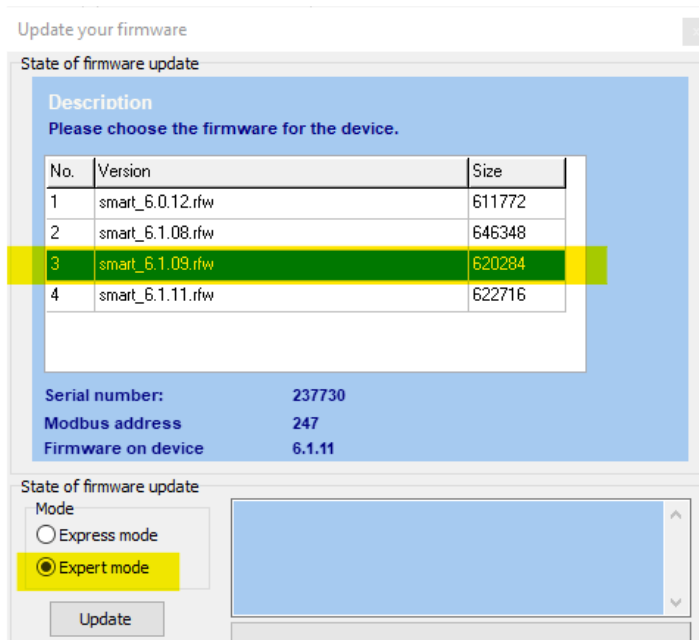 Update your firmware
State of firmware update
Description
Please choose the firmware for the device.
No. Version Size
1 smart_6.0.12.rfw 611772
2 smart_6.1.08.rfw 646348
3 smart_6.1.09.rfw 620284
4 smart_6.1.11.rfw 622716
Serial number: 237730
Modbus address 247
Firmware on device 6.1.11
State of firmware update
Mode
Express mode
Expert mode
Update